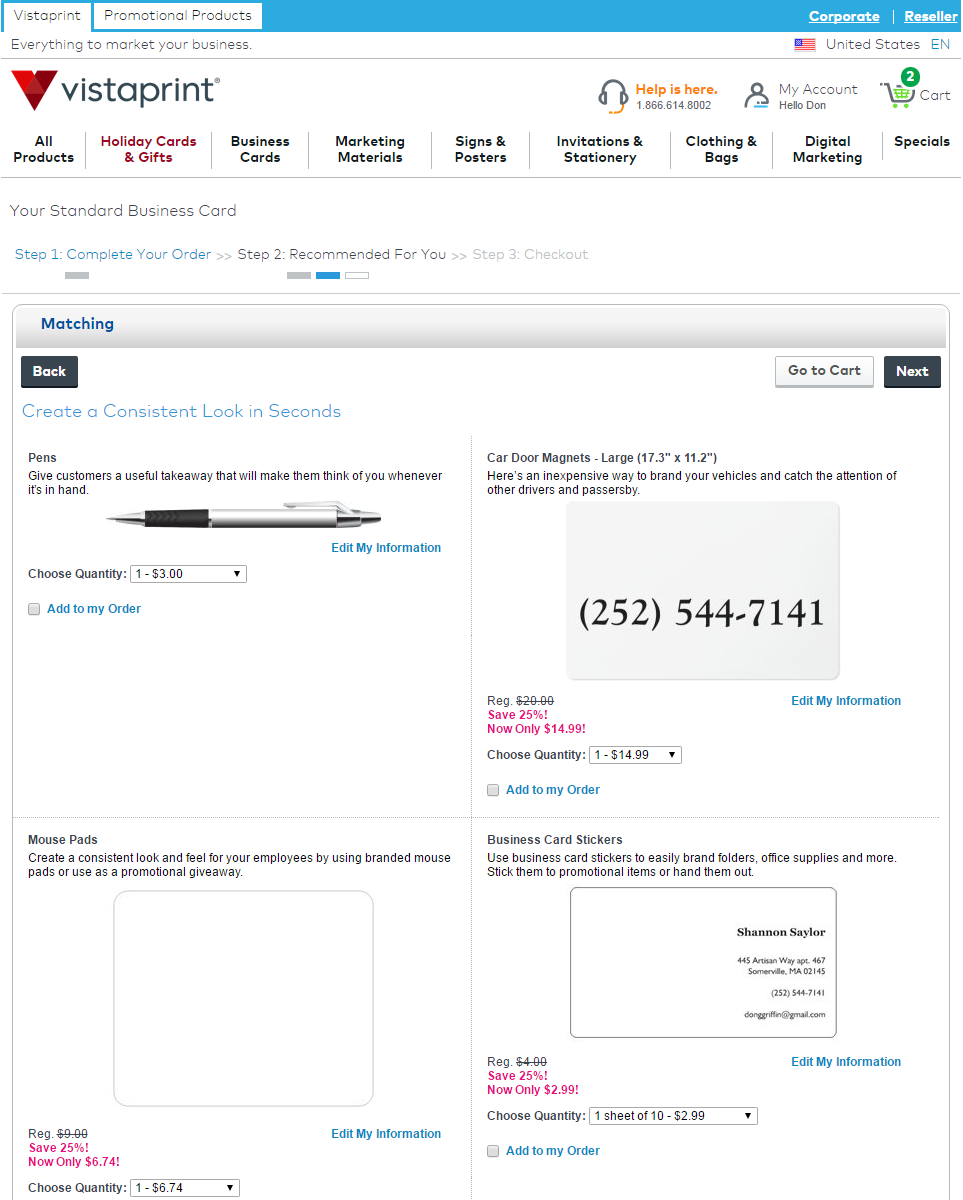 Vistaprint
Promotional Products
Corporate
Reseller
Everything to market your business.
United States EN
vistaprint®
Help is here.
1.866.614.8002
My Account
Hello Don
2
Cart
All
Products
Holiday Cards
& Gifts
Business
Cards
Marketing
Materials
Signs &
Posters
Invitations &
Stationery
Clothing &
Bags
Digital
Marketing
Specials
Your Standard Business Card
Step 1: Complete Your Order >> Step 2: Recommended For You >> Step 3: Checkout
Matching
Back
Go to Cart
Next
Create a Consistent Look in Seconds
Pens
Give customers a useful takeaway that will make them think of you whenever
it's in hand.
Edit My Information
Choose Quantity: 1 - $3.00
Add to my Order
Car Door Magnets - Large (17.3" x 11.2")
Here's an inexpensive way to brand your vehicles and catch the attention of
other drivers and passersby.
(252) 544-7141
Reg. $20.00
Edit My Information
Save 25%!
Now Only $14.99!
Choose Quantity: 1 - $14.99
Add to my Order
Mouse Pads
Create a consistent look and feel for your employees by using branded mouse
pads or use as a promotional giveaway.
Reg. $9.00
Edit My Information
Save 25%!
Now Only $6.74!
Choose Quantity: 1 - $6.74
Business Card Stickers
Use business card stickers to easily brand folders, office supplies and more.
Stick them to promotional items or hand them out.
Shannon Saylor
445 Artisan Way apt. 467
Somerville, MA 02145
(252) 544-7141
donggriffin@gmail.com
Reg. $4.00
Edit My Information
Save 25%!
Now Only $2.99!
Choose Quantity: 1 sheet of 10 - $2.99
Add to my Order